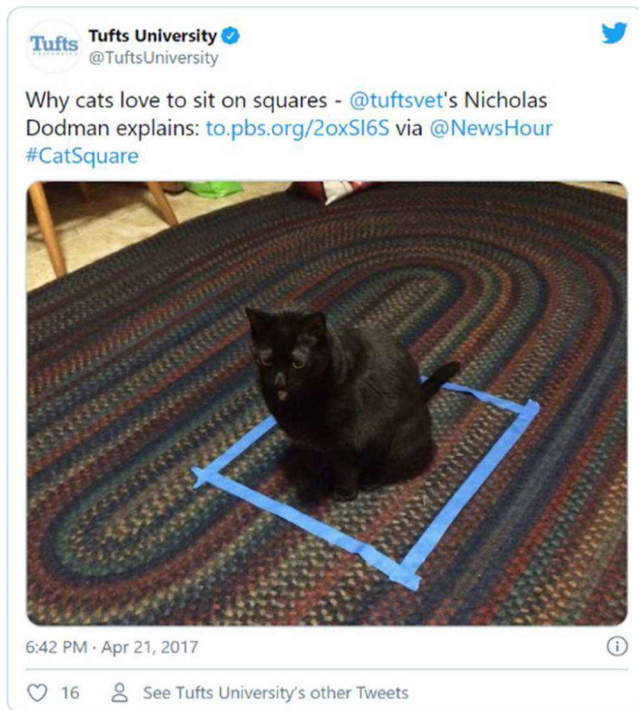 Tufts
Tufts University
@TuftsUniversity
Why cats love to sit on squares - @tuftsvet's Nicholas
Dodman explains: to.pbs.org/2oxSl6S via @NewsHour
#CatSquare
6:42 PM · Apr 21, 2017
16
See Tufts University's other Tweets